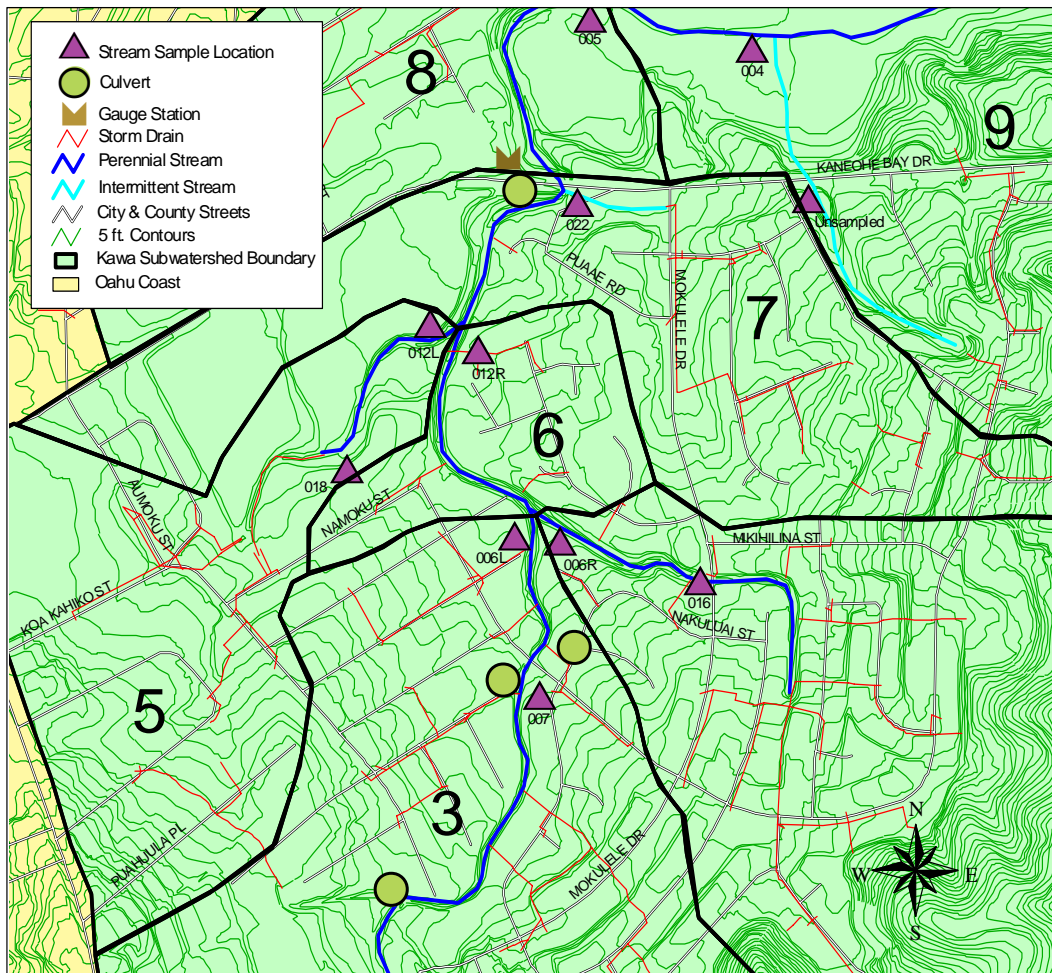 Stream Sample Location
Culvert
Gauge Station
Storm Drain
Perennial Stream
Intermittent Stream
City & County Streets
5 ft. Contours
Kawa Subwatershed Boundary
Oahu Coast
005
004
8
9
KANEOHE BAY DR
022
Unsampled
PUAAE RD
MOKULELE DR
7
012L
012R
6
018
NAMOKU ST
AUMOKU ST
006L
006R
MIKIHILINA ST
016
KOA KAHIKO ST
NAKULUAI ST
5
007
3
PUAHUULA PL
MOKULELE DR
N
W
E
S